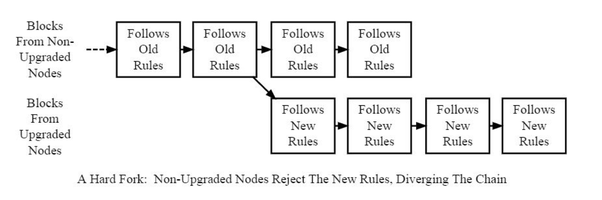 Blocks
From Non-
Upgraded
Nodes
Follows
Old
Rules
Follows
Old
Rules
Follows
Old
Rules
Follows
Old
Rules
Blocks
From
Upgraded
Nodes
Follows
New
Rules
Follows
New
Rules
Follows
New
Rules
Follows
New
Rules
A Hard Fork: Non-Upgraded Nodes Reject The New Rules, Diverging The Chain